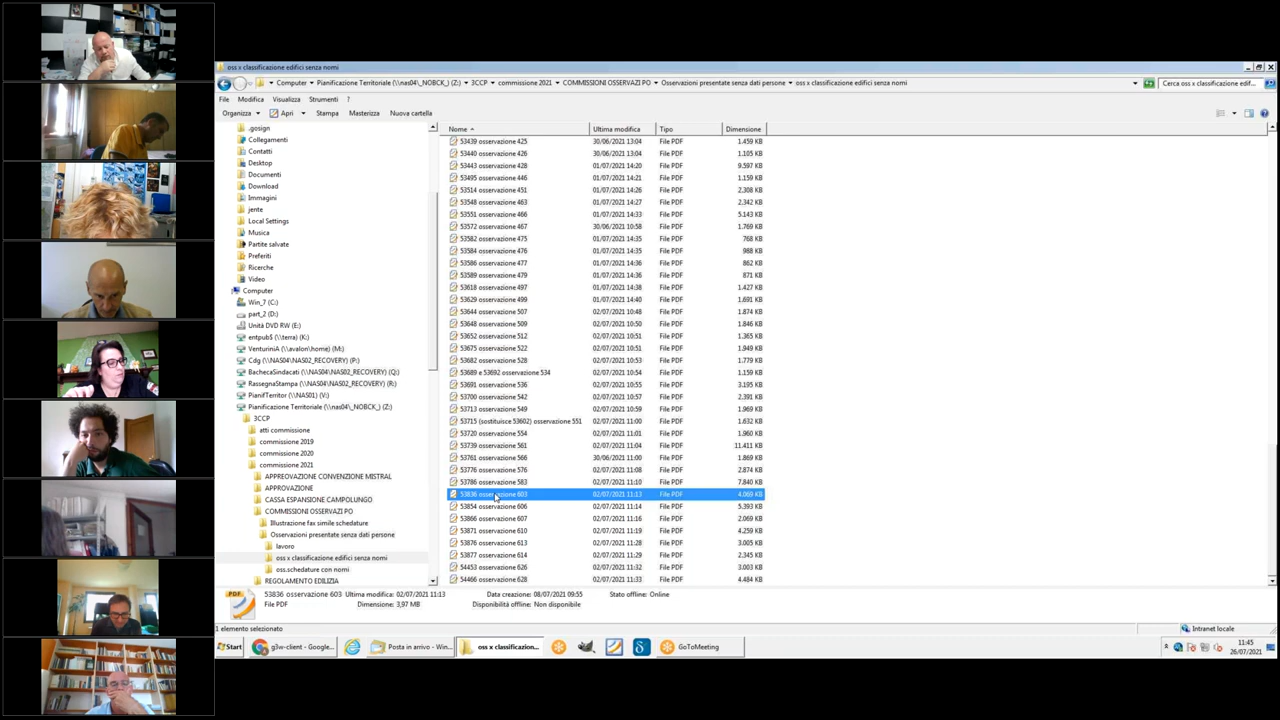 oss x classificazione edifici senza nomi
Computer ▸ Pianificazione Territoriale (\\nas04\_NOBCK_) (Z:) ▸ 3CCP ▸ commissione 2021 ▸ COMMISSIONI OSSERVAZI PO ▸ Osservazioni presentate senza dati persone ▸ oss x classificazione edifici senza nomi
Cerca oss x classificazione edif...
File Modifica Visualizza Strumenti ?
Organizza Apri Stampa Masterizza Nuova cartella
.gosign
Collegamenti
Contatti
Desktop
Documenti
Download
Immagini
jente
Local Settings
Musica
Partite salvate
Preferiti
Ricerche
Video
Computer
Win_7 (C:)
part_2 (D:)
Unità DVD RW (E:)
entpub$ (\\terra) (K:)
VenturiniA (\\avalon\home) (M:)
Cdg (\\NAS04\NAS02_RECOVERY) (P:)
BachecaSindacati (\\NAS04\NAS02_RECOVERY) (Q:)
RassegnaStampa (\\NAS04\NAS02_RECOVERY) (R:)
PianifTerritor (\\NAS01) (V:)
Pianificazione Territoriale (\\nas04\_NOBCK_) (Z:)
3CCP
atti commissione
commissione 2019
commissione 2020
commissione 2021
APPREOVAZIONE CONVENZIONE MISTRAL
APPROVAZIONE
CASSA ESPANSIONE CAMPOLUNGO
COMMISSIONI OSSERVAZI PO
Illustrazione fax simile schedature
Osservazioni presentate senza dati persone
lavoro
oss x classificazione edifici senza nomi
oss.schedature con nomi
REGOLAMENTO EDILIZIA
Nome Ultima modifica Tipo Dimensione
53439 osservazione 425 30/06/2021 13:04 File PDF 1.459 KB
53440 osservazione 426 30/06/2021 13:04 File PDF 1.105 KB
53443 osservazione 428 01/07/2021 14:20 File PDF 9.597 KB
53495 osservazione 446 01/07/2021 14:21 File PDF 1.159 KB
53514 osservazione 451 01/07/2021 14:26 File PDF 2.308 KB
53548 osservazione 463 01/07/2021 14:27 File PDF 2.342 KB
53551 osservazione 466 01/07/2021 14:33 File PDF 5.143 KB
53572 osservazione 467 30/06/2021 10:58 File PDF 1.769 KB
53582 osservazione 475 01/07/2021 14:35 File PDF 768 KB
53584 osservazione 476 01/07/2021 14:35 File PDF 988 KB
53586 osservazione 477 01/07/2021 14:36 File PDF 862 KB
53589 osservazione 479 01/07/2021 14:36 File PDF 871 KB
53618 osservazione 497 01/07/2021 14:38 File PDF 1.427 KB
53629 osservazione 499 01/07/2021 14:40 File PDF 1.691 KB
53644 osservazione 507 02/07/2021 10:48 File PDF 1.874 KB
53648 osservazione 509 02/07/2021 10:50 File PDF 1.846 KB
53652 osservazione 512 02/07/2021 10:51 File PDF 1.365 KB
53675 osservazione 522 02/07/2021 10:51 File PDF 1.949 KB
53682 osservazione 528 02/07/2021 10:53 File PDF 1.779 KB
53689 e 53692 osservazione 534 02/07/2021 10:54 File PDF 1.159 KB
53691 osservazione 536 02/07/2021 10:55 File PDF 3.195 KB
53700 osservazione 542 02/07/2021 10:57 File PDF 2.391 KB
53713 osservazione 549 02/07/2021 10:59 File PDF 1.969 KB
53715 (sostituisce 53602) osservazione 551 02/07/2021 11:00 File PDF 1.632 KB
53720 osservazione 554 02/07/2021 11:01 File PDF 1.960 KB
53739 osservazione 561 02/07/2021 11:04 File PDF 11.411 KB
53761 osservazione 566 30/06/2021 11:00 File PDF 1.869 KB
53776 osservazione 576 02/07/2021 11:08 File PDF 2.874 KB
53786 osservazione 583 02/07/2021 11:10 File PDF 7.840 KB
53836 osservazione 603 02/07/2021 11:13 File PDF 4.069 KB
53854 osservazione 606 02/07/2021 11:14 File PDF 5.393 KB
53866 osservazione 607 02/07/2021 11:16 File PDF 2.069 KB
53871 osservazione 610 02/07/2021 11:19 File PDF 4.259 KB
53876 osservazione 613 02/07/2021 11:28 File PDF 3.005 KB
53877 osservazione 614 02/07/2021 11:29 File PDF 2.345 KB
54453 osservazione 626 02/07/2021 11:32 File PDF 3.003 KB
54466 osservazione 628 02/07/2021 11:33 File PDF 4.484 KB
PDF
53836 osservazione 603 Ultima modifica: 02/07/2021 11:13 Data creazione: 08/07/2021 09:55 Stato offline: Online
File PDF Dimensione: 3,97 MB Disponibilità offline: Non disponibile
1 elemento selezionato Intranet locale
Start g3w-client - Google... Posta in arrivo - Win... oss x classificazion... GoToMeeting
11:45
26/07/2021